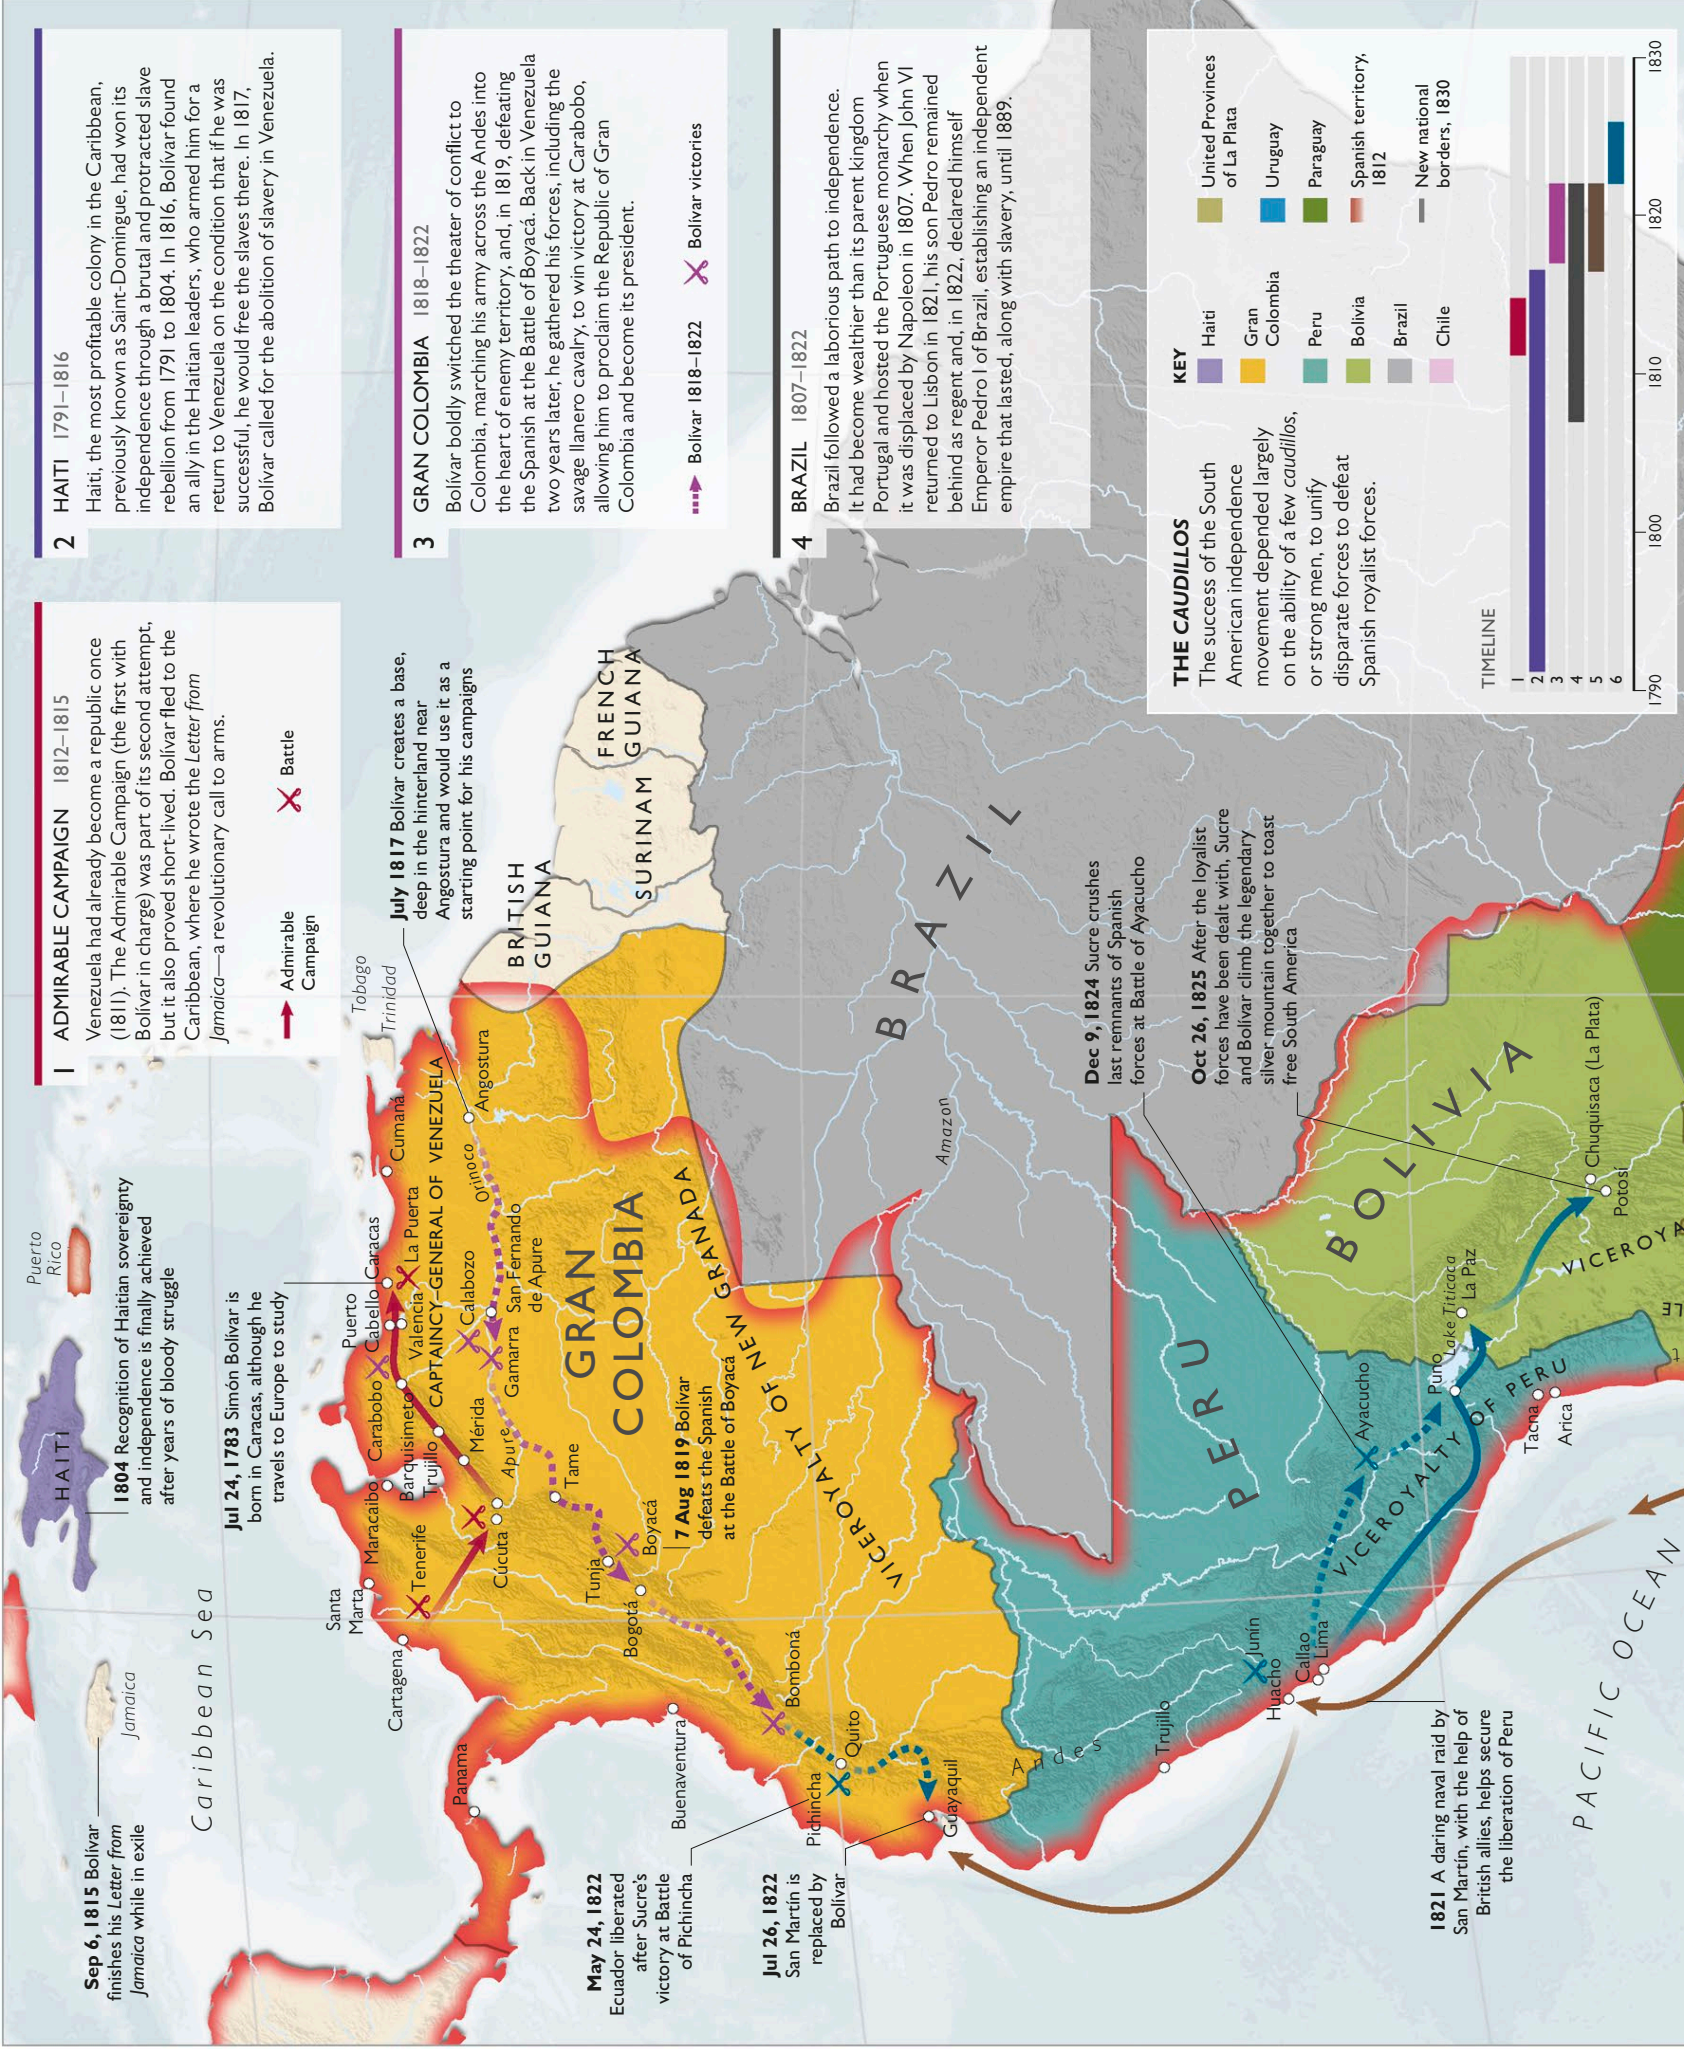 1 ADMIRABLE CAMPAIGN 1812–1815
Venezuela had already become a republic once
(1811). The Admirable Campaign (the first with
Bolívar in charge) was part of its second attempt,
but it also proved short-lived. Bolívar fled to the
Caribbean, where he wrote the Letter from
Jamaica—a revolutionary call to arms.
Admirable
Campaign
Battle
2 HAITI 1791–1816
Haiti, the most profitable colony in the Caribbean,
previously known as Saint-Domingue, had won its
independence through a brutal and protracted slave
rebellion from 1791 to 1804. In 1816, Bolívar found
an ally in the Haitian leaders, who armed him for a
return to Venezuela on the condition that if he was
successful, he would free the slaves there. In 1817,
Bolívar called for the abolition of slavery in Venezuela.
3 GRAN COLOMBIA 1818–1822
Bolívar boldly switched the theater of conflict to
Colombia, marching his army across the Andes into
the heart of enemy territory, and, in 1819, defeating
the Spanish at the Battle of Boyacá. Back in Venezuela
two years later, he gathered his forces, including the
savage llanero cavalry, to win victory at Carabobo,
allowing him to proclaim the Republic of Gran
Colombia and become its president.
Bolívar 1818–1822
Bolívar victories
4 BRAZIL 1807–1822
Brazil followed a laborious path to independence.
It had become wealthier than its parent kingdom
Portugal and hosted the Portuguese monarchy when
it was displaced by Napoleon in 1807. When John VI
returned to Lisbon in 1821, his son Pedro remained
behind as regent and, in 1822, declared himself
Emperor Pedro I of Brazil, establishing an independent
empire that lasted, along with slavery, until 1889.
THE CAUDILLOS
The success of the South
American independence
movement depended largely
on the ability of a few caudillos,
or strong men, to unify
disparate forces to defeat
Spanish royalist forces.
KEY
Haiti
Gran
Colombia
Peru
Bolivia
Brazil
Chile
United Provinces
of La Plata
Uruguay
Paraguay
Spanish territory,
1812
New national
borders, 1830
TIMELINE
1
2
3
4
5
6
1790
1800
1810
1820
1830
Sep 6, 1815 Bolívar
finishes his Letter from
Jamaica while in exile
Jamaica
HAITI
1804 Recognition of Haitian sovereignty
and independence is finally achieved
after years of bloody struggle
Puerto
Rico
Caribbean Sea
Jul 24, 1783 Simón Bolívar is
born in Caracas, although he
travels to Europe to study
Tobago
Trinidad
July 1817 Bolívar creates a base,
deep in the hinterland near
Angostura and would use it as a
starting point for his campaigns
Panama
Cartagena
Santa
Marta
Tenerife
Maracaibo
Cúcuta
Barquisimeto
Trujillo
Mérida
Carabobo
Puerto
Cabello
Valencia
Caracas
La Puerta
Cumaná
CAPTAINCY–GENERAL OF VENEZUELA
Calabozo
Orinoco
Angostura
San Fernando
de Apure
Gamarra
Apure
Tame
Tunja
Boyacá
Bogotá
7 Aug 1819 Bolívar
defeats the Spanish
at the Battle of Boyacá
GRAN
COLOMBIA
VICEROYALTY OF NEW GRANADA
BRITISH
GUIANA
SURINAM
FRENCH
GUIANA
Buenaventura
Bomboná
Pichincha
Quito
Guayaquil
May 24, 1822
Ecuador liberated
after Sucre's
victory at Battle
of Pichincha
Jul 26, 1822
San Martín is
replaced by
Bolívar
Andes
Amazon
BRAZIL
PERU
Trujillo
Huacho
Junín
Callao
Lima
VICEROYALTY OF PERU
Ayacucho
Dec 9, 1824 Sucre crushes
last remnants of Spanish
forces at Battle of Ayacucho
Oct 26, 1825 After the loyalist
forces have been dealt with, Sucre
and Bolívar climb the legendary
silver mountain together to toast
free South America
BOLIVIA
Puno
Lake Titicaca
La Paz
Chuquisaca (La Plata)
Potosí
VICEROYA
Tacna
Arica
1821 A daring naval raid by
San Martín, with the help of
British allies, helps secure
the liberation of Peru
PACIFIC OCEAN